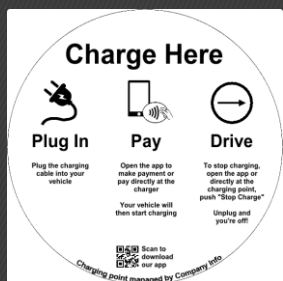 Charge Here
Plug In
Plug the charging
cable into your
vehicle
Pay
Open the app to
make payment or
pay directly at the
charger
Your vehicle will
then start charging
Drive
To stop charging,
open the app or
directly at the
charging point,
push "Stop Charge"
Unplug and
you're off!
Scan to
download
our app
Charging point managed by Company Info